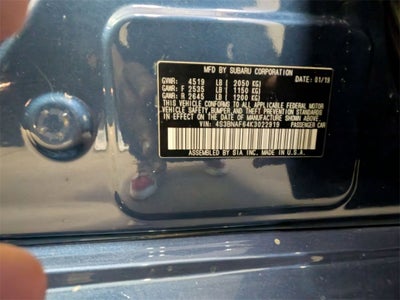 MFD BY SUBARU CORPORATION
GVWR: 4519 LB ( 2050 KG) DATE: 01/19
GAWR: F 2535 LB ( 1150 KG)
GAWR: R 2645 LB ( 1200 KG)
THIS VEHICLE CONFORMS TO ALL APPLICABLE FEDERAL MOTOR
VEHICLE SAFETY, BUMPER, AND THEFT PREVENTION STANDARDS
IN EFFECT ON THE DATE OF MANUFACTURE SHOWN ABOVE.
VIN: 4S3BNAF64K3022919 PASSENGER CAR
MANUFACTURED BY SIA INC. MADE IN U.S.A.